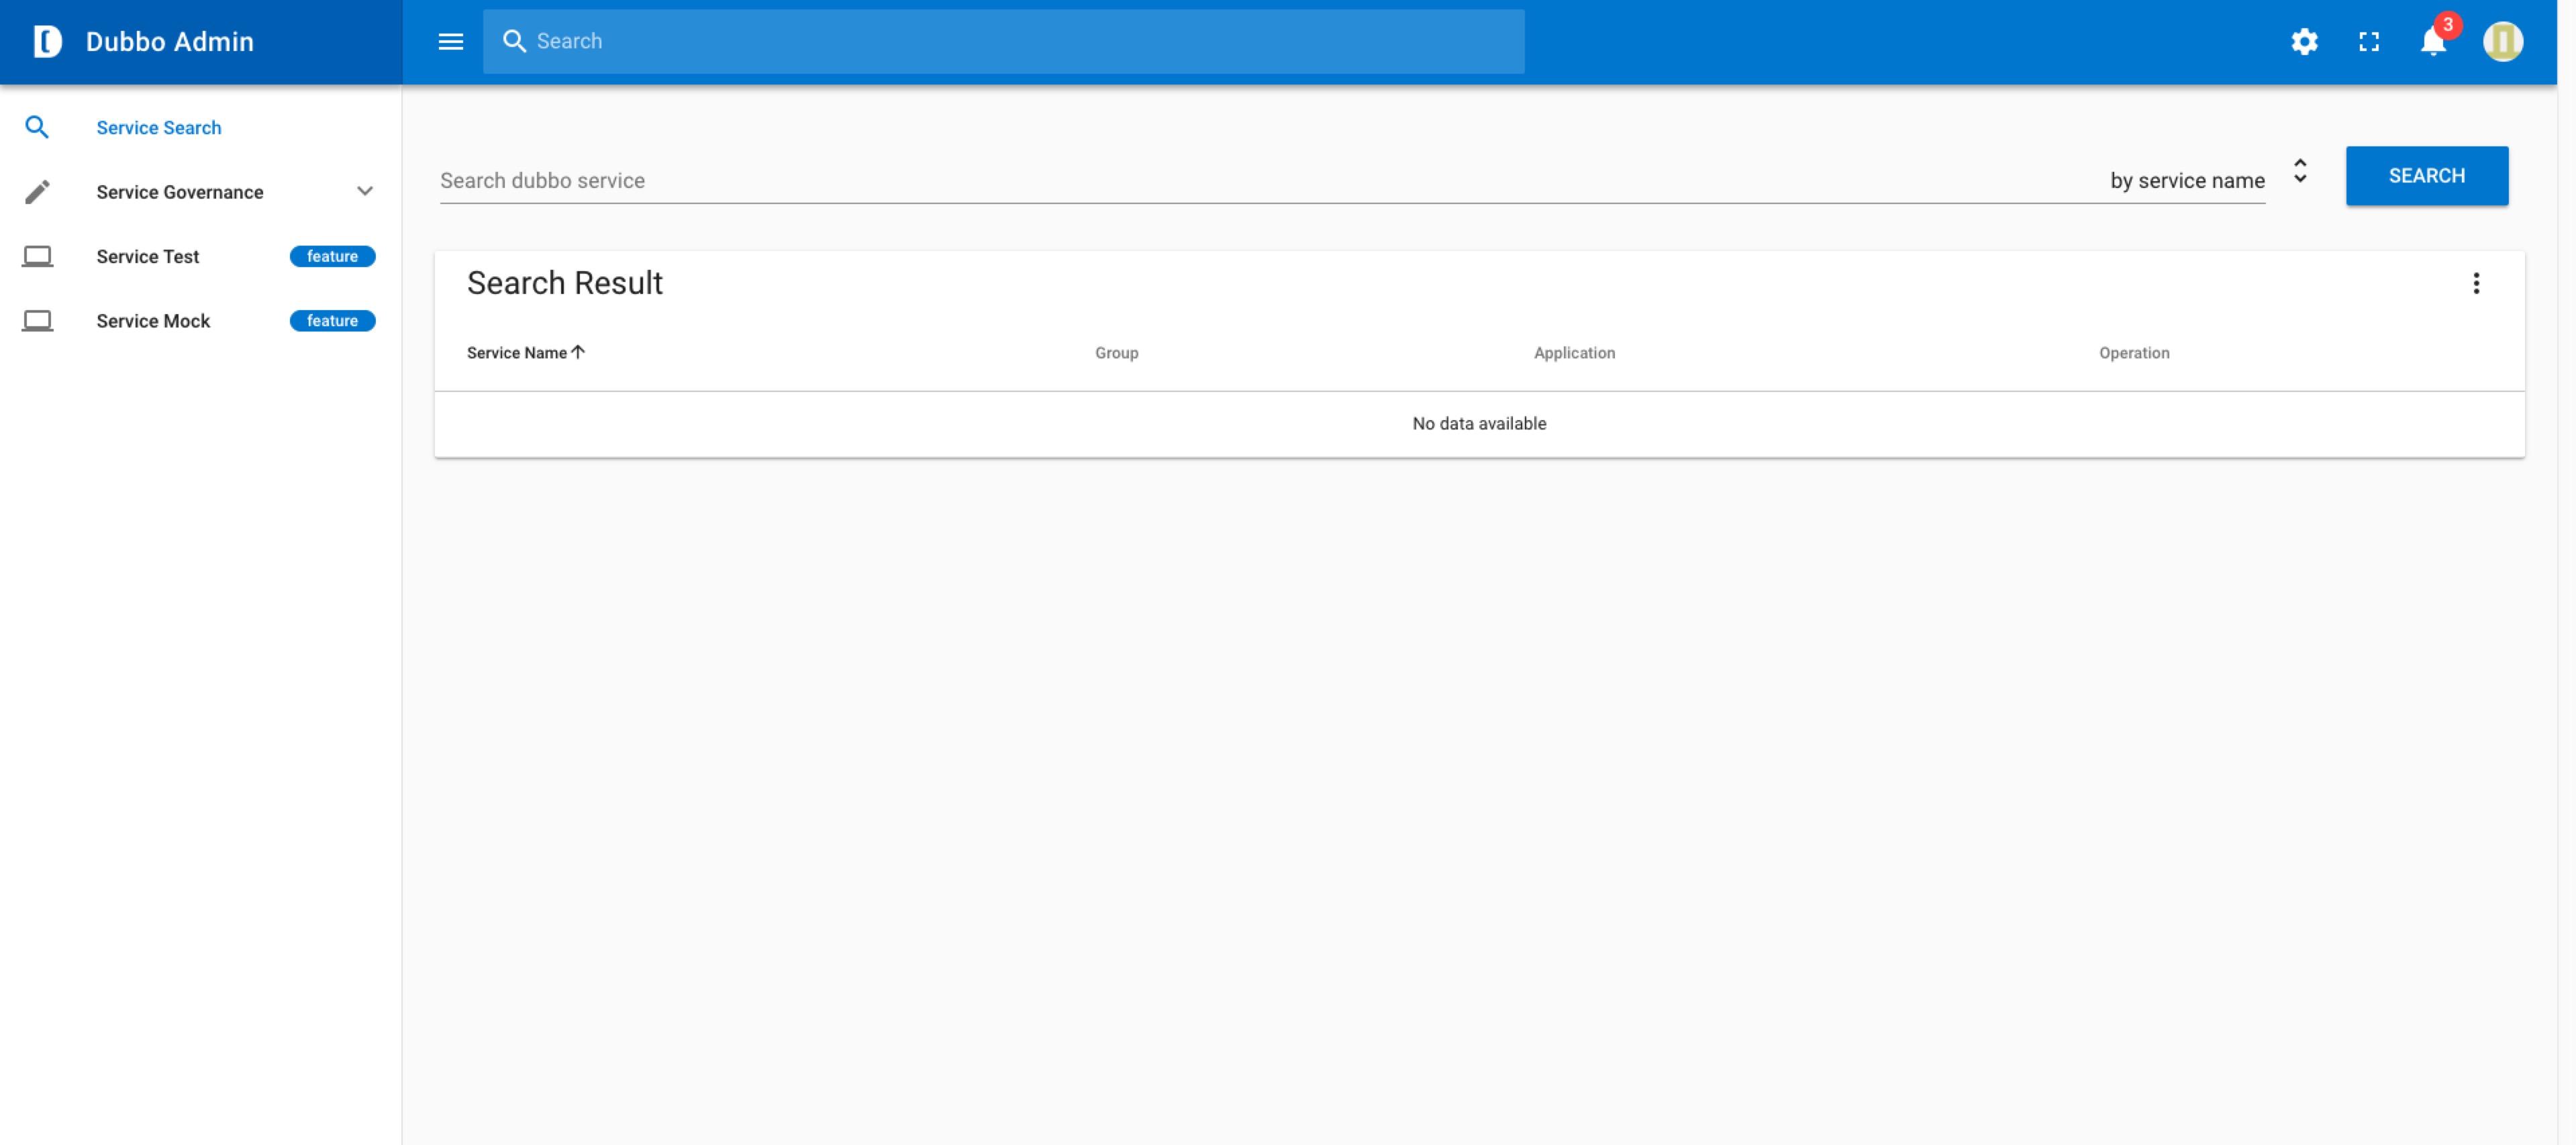 Dubbo Admin
Search
3
Service Search
Service Governance
Service Test feature
Service Mock feature
Search dubbo service by service name SEARCH
Search Result
Service Name Group Application Operation
No data available